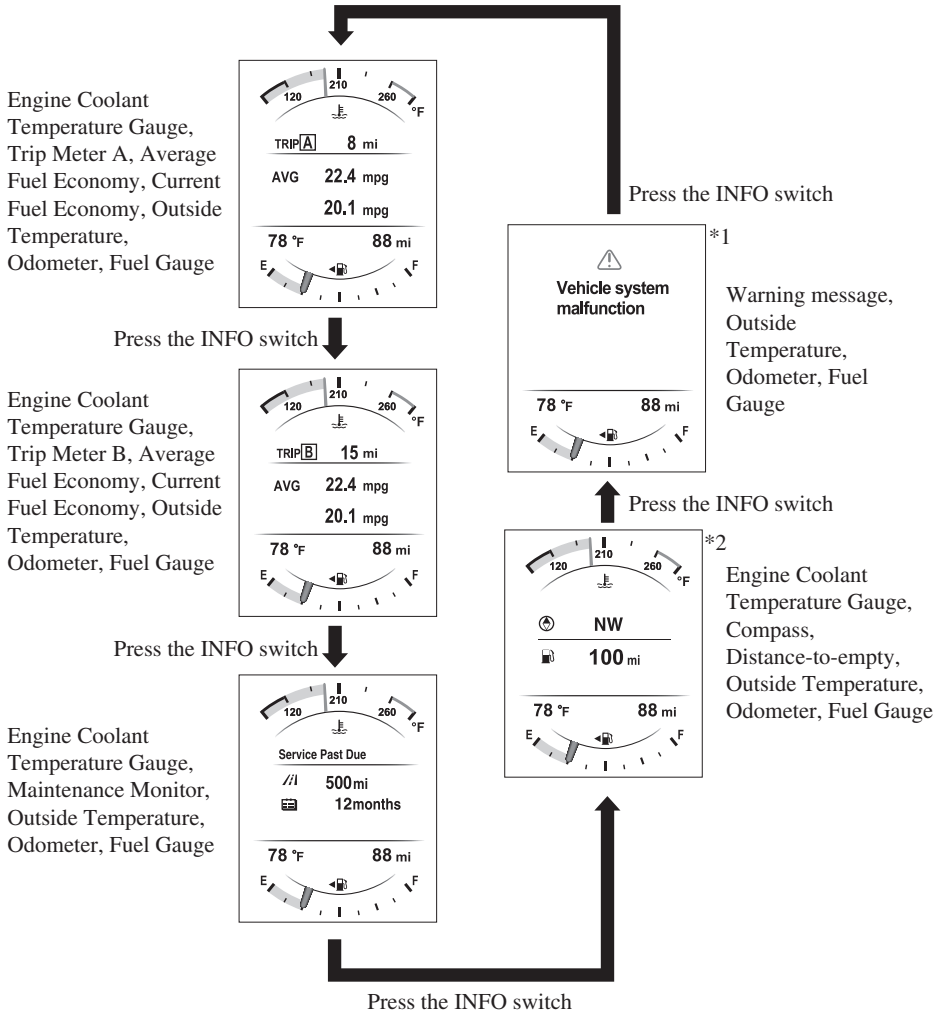 Engine Coolant
Temperature Gauge,
Trip Meter A, Average
Fuel Economy, Current
Fuel Economy, Outside
Temperature,
Odometer, Fuel Gauge
120 210 260 °F
TRIP A 8 mi
AVG 22.4 mpg
20.1 mpg
78 °F 88 mi
E F
Press the INFO switch
Engine Coolant
Temperature Gauge,
Trip Meter B, Average
Fuel Economy, Current
Fuel Economy, Outside
Temperature,
Odometer, Fuel Gauge
120 210 260 °F
TRIP B 15 mi
AVG 22.4 mpg
20.1 mpg
78 °F 88 mi
E F
Press the INFO switch
Engine Coolant
Temperature Gauge,
Maintenance Monitor,
Outside Temperature,
Odometer, Fuel Gauge
120 210 260 °F
Service Past Due
500mi
12months
78 °F 88 mi
E F
Press the INFO switch
*2
120 210 260 °F
NW
100 mi
78 °F 88 mi
E F
Engine Coolant
Temperature Gauge,
Compass,
Distance-to-empty,
Outside Temperature,
Odometer, Fuel Gauge
Press the INFO switch
*1
Vehicle system
malfunction
78 °F 88 mi
E F
Warning message,
Outside
Temperature,
Odometer, Fuel
Gauge
Press the INFO switch